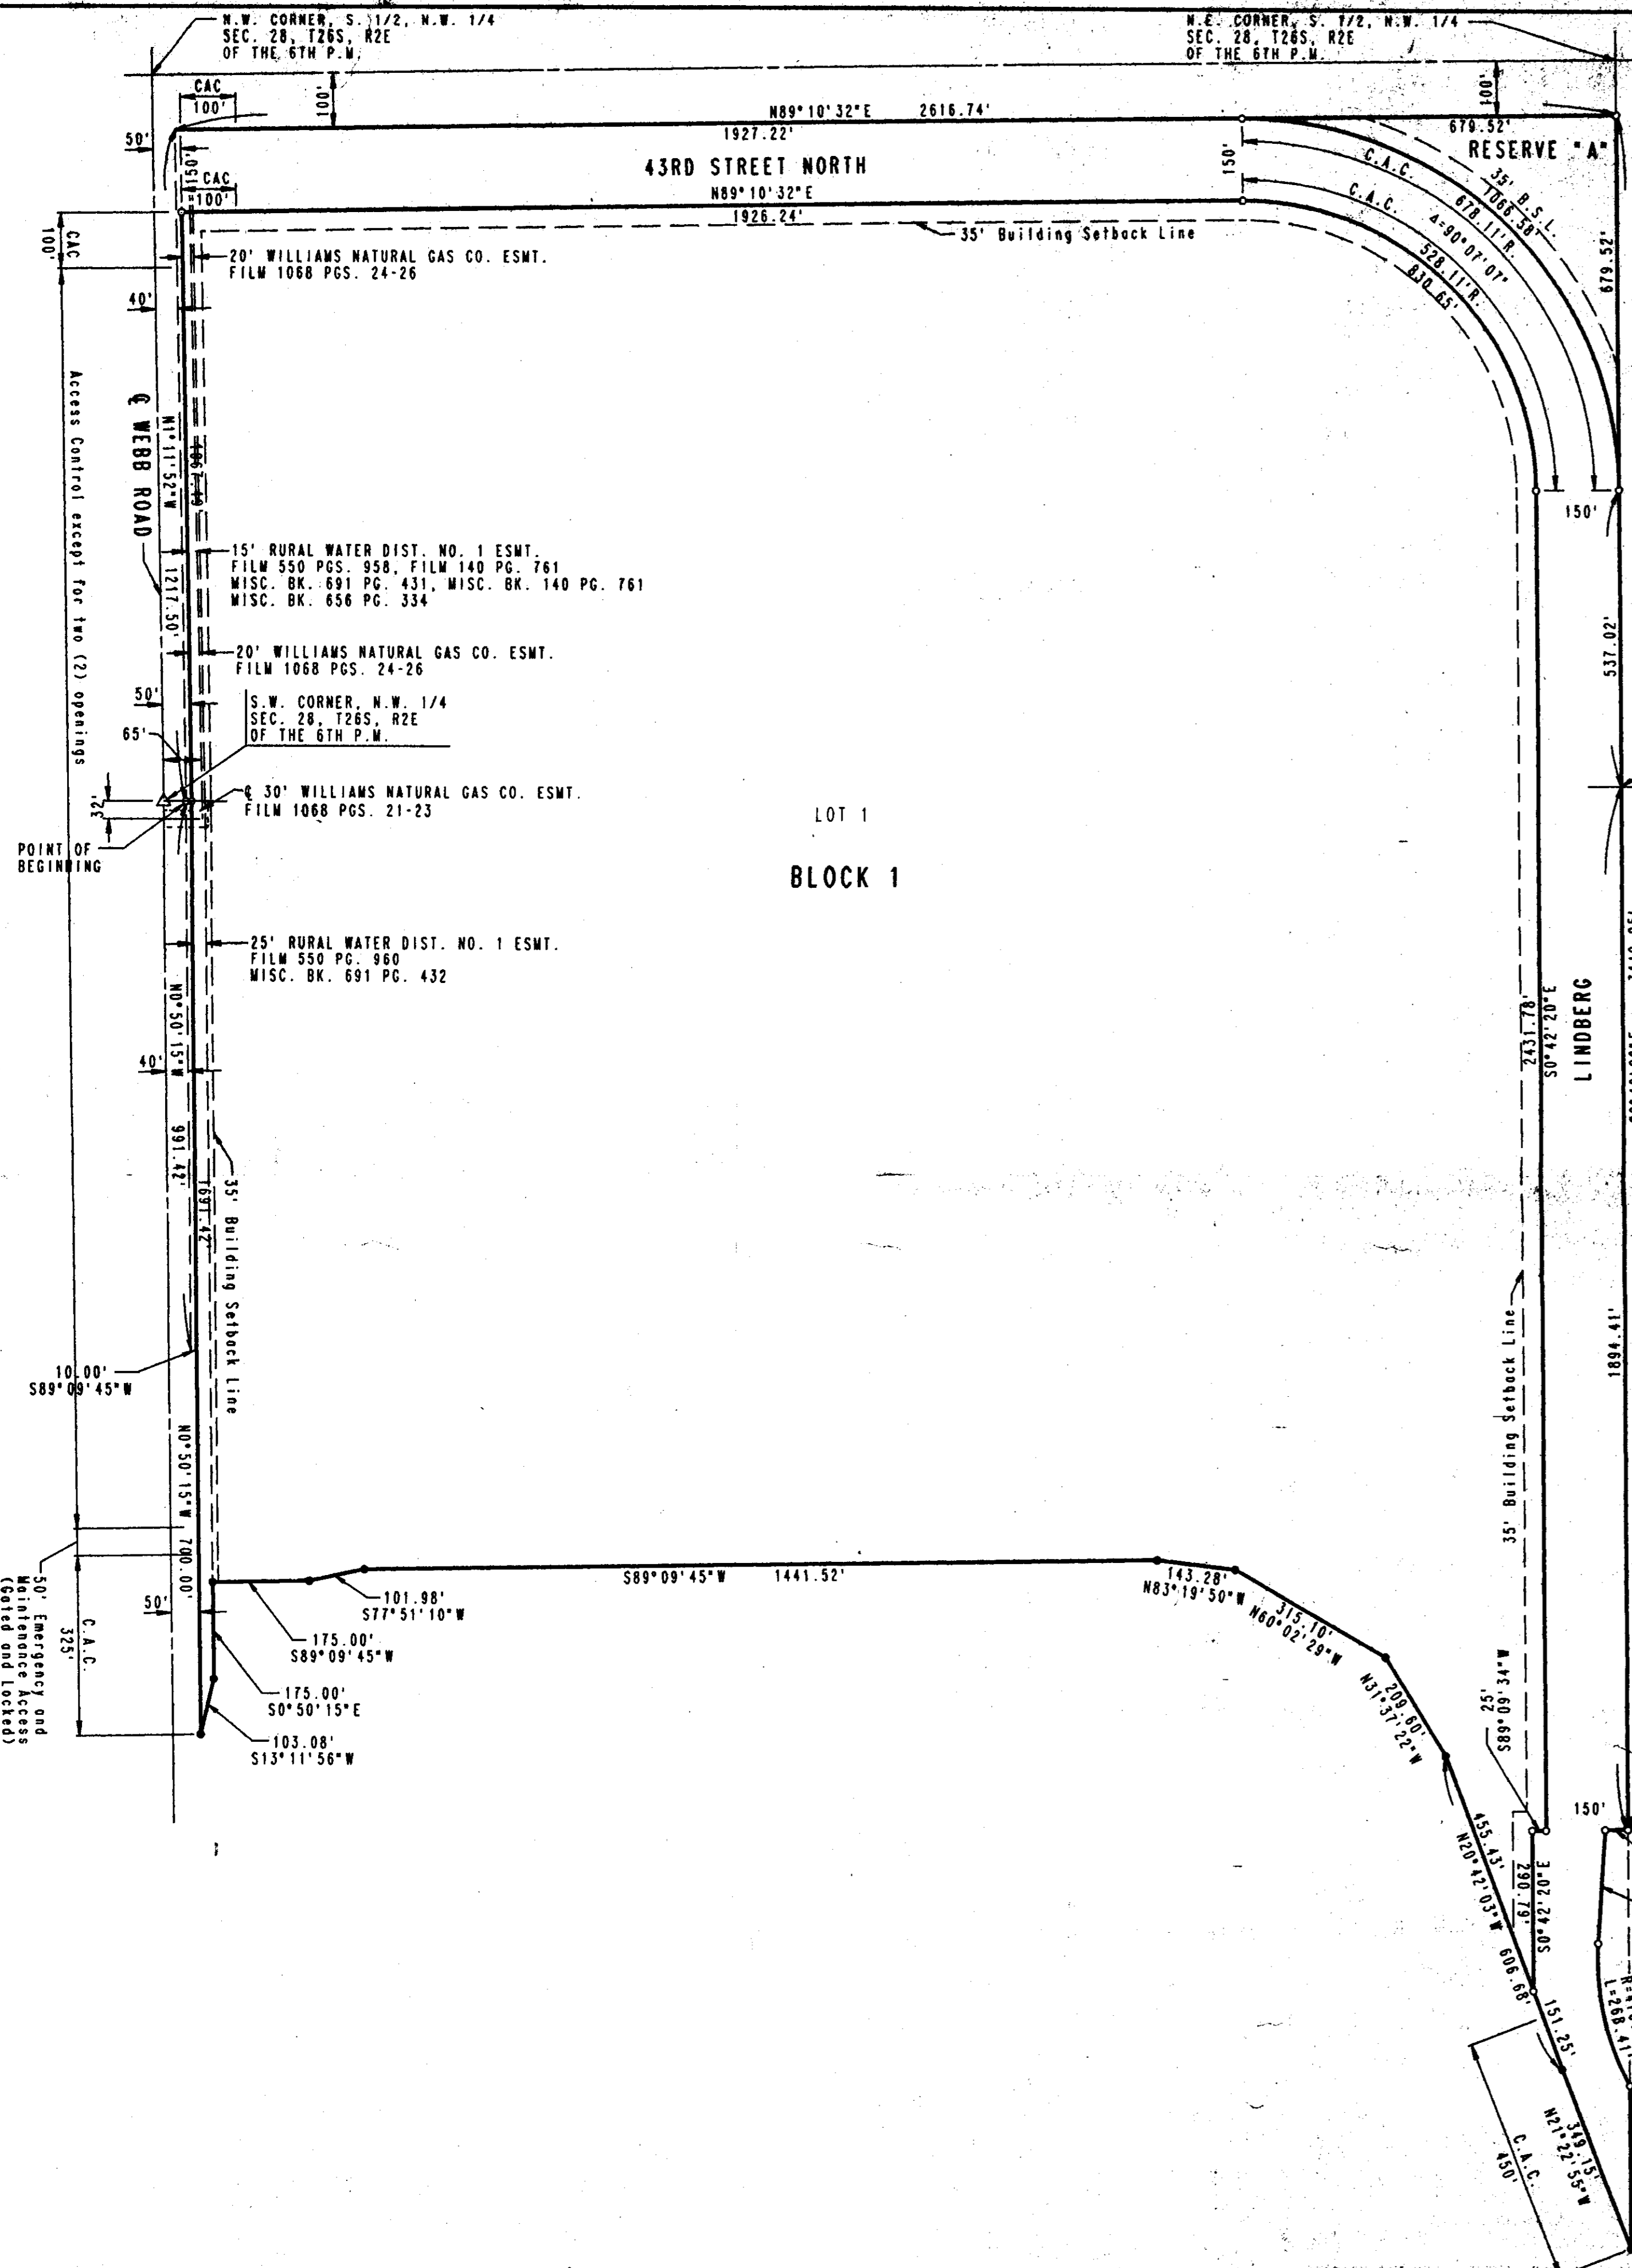 N.W. CORNER, S. 1/2, N.W. 1/4
SEC. 28, T26S, R2E
OF THE 6TH P.M.
N.E. CORNER, S. 1/2, N.W. 1/4
SEC. 28, T26S, R2E
OF THE 6TH P.M.
CAC
100'
100'
100'
N89°10'32"E 2616.74'
50'
1927.22'
679.52'
RESERVE "A"
43RD STREET NORTH
150'
150'
CAC
100'
N89°10'32"E
1926.24'
35' Building Setback Line
C.A.C.
C.A.C.
35' B.S.L.
1066.58'
678.11'R.
Δ=90°07'07"
528.11'R.
830.65'
679.52'
CAC
100'
20' WILLIAMS NATURAL GAS CO. ESMT.
FILM 1068 PGS. 24-26
40'
Access Control except for two (2) openings
℄ WEBB ROAD
N1°11'52"W
1217.50'
150'
537.02'
15' RURAL WATER DIST. NO. 1 ESMT.
FILM 550 PGS. 958, FILM 140 PG. 761
MISC. BK. 691 PG. 431, MISC. BK. 140 PG. 761
MISC. BK. 656 PG. 334
20' WILLIAMS NATURAL GAS CO. ESMT.
FILM 1068 PGS. 24-26
50'
S.W. CORNER, N.W. 1/4
SEC. 28, T26S, R2E
OF THE 6TH P.M.
65'
32'
℄ 30' WILLIAMS NATURAL GAS CO. ESMT.
FILM 1068 PGS. 21-23
POINT OF
BEGINNING
LOT 1
BLOCK 1
25' RURAL WATER DIST. NO. 1 ESMT.
FILM 550 PG. 960
MISC. BK. 691 PG. 432
N0°50'15"W
40'
991.42'
1691.42'
35' Building Setback Line
2431.78'
S0°42'20"E
LINDBERG
10.00'
S89°09'45"W
35' Building Setback Line
1894.41'
N0°50'15"W 700.00'
50'
50' Emergency and
Maintenance Access
(Gated and Locked)
C.A.C.
325'
101.98'
S77°51'10"W
175.00'
S89°09'45"W
175.00'
S0°50'15"E
103.08'
S13°11'56"W
S89°09'45"W 1441.52'
143.28'
N83°19'50"W
315.10'
N60°02'29"W
209.60'
N31°37'22"W
25'
S89°09'34"W
150'
455.43'
N20°42'03"W
606.68'
290.79'
S0°42'20"E
151.25'
L=268.41'
349.15'
N21°22'55"W
C.A.C.
450'